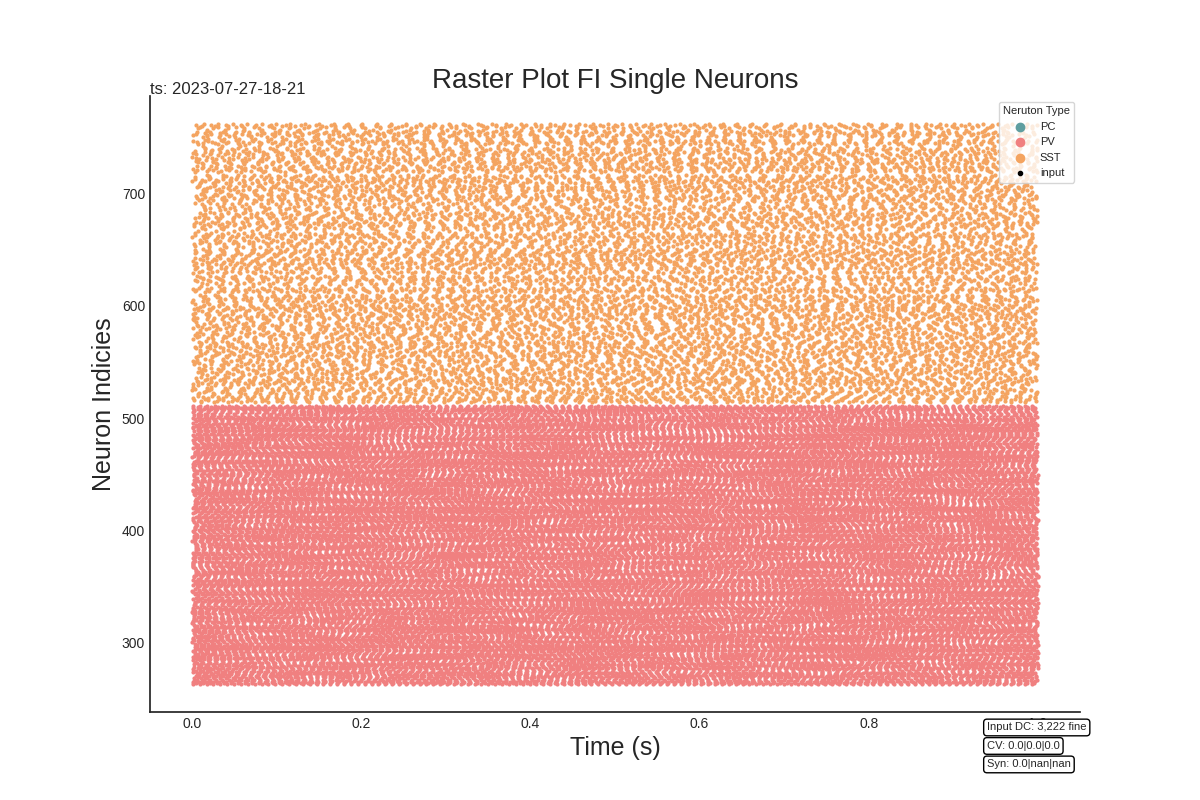 Raster Plot FI Single Neurons
ts: 2023-07-27-18-21
Neruton Type
PC
PV
SST
input
Neuron Indicies
700
600
500
400
300
0.0
0.2
0.4
0.6
0.8
Time (s)
Input DC: 3,222 fine
CV: 0.0|0.0|0.0
Syn: 0.0|nan|nan